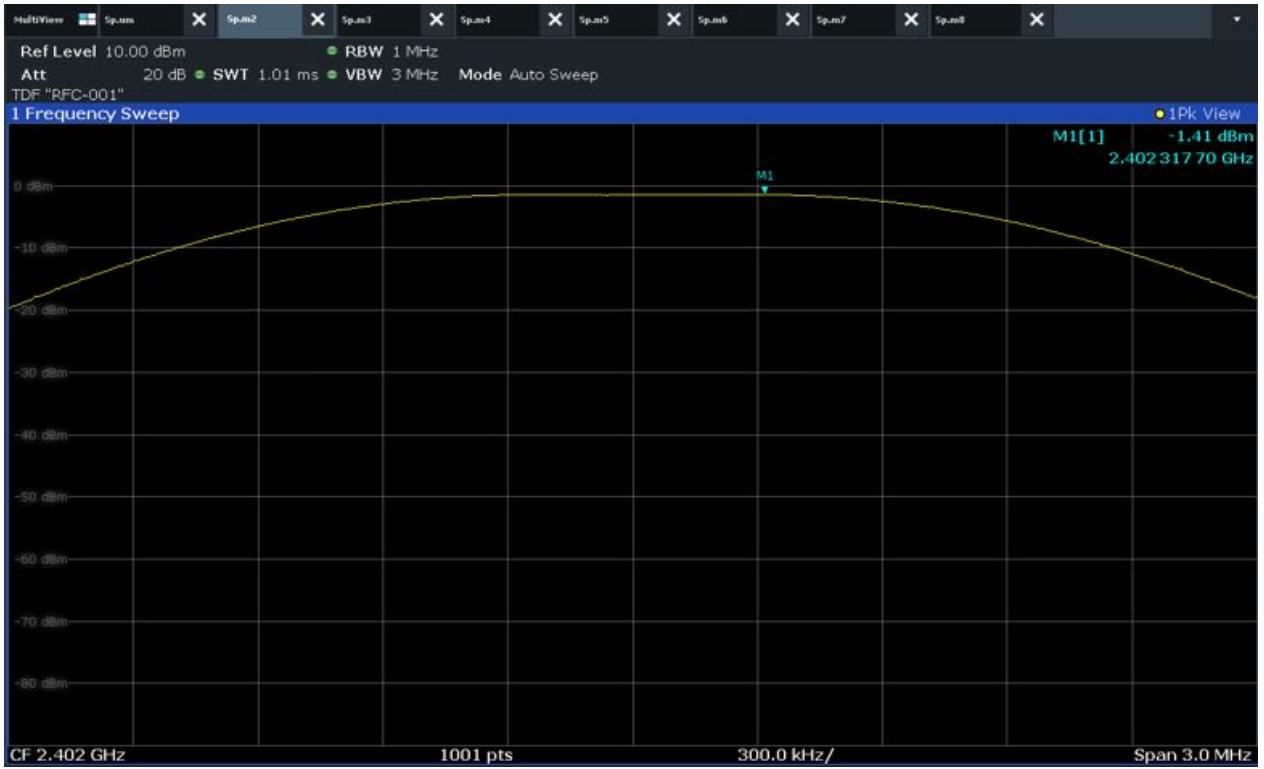 MultiView Sp.um Sp.m2 Sp.m3 Sp.m4 Sp.m5 Sp.m6 Sp.m7 Sp.m8
Ref Level 10.00 dBm RBW 1 MHz
Att 20 dB SWT 1.01 ms VBW 3 MHz Mode Auto Sweep
TDF "RFC-001"
1 Frequency Sweep 1Pk View
M1[1] -1.41 dBm
2.402 317 70 GHz
M1
0 dBm
-10 dBm
-20 dBm
-30 dBm
-40 dBm
-50 dBm
-60 dBm
-70 dBm
-80 dBm
CF 2.402 GHz 1001 pts 300.0 kHz/ Span 3.0 MHz